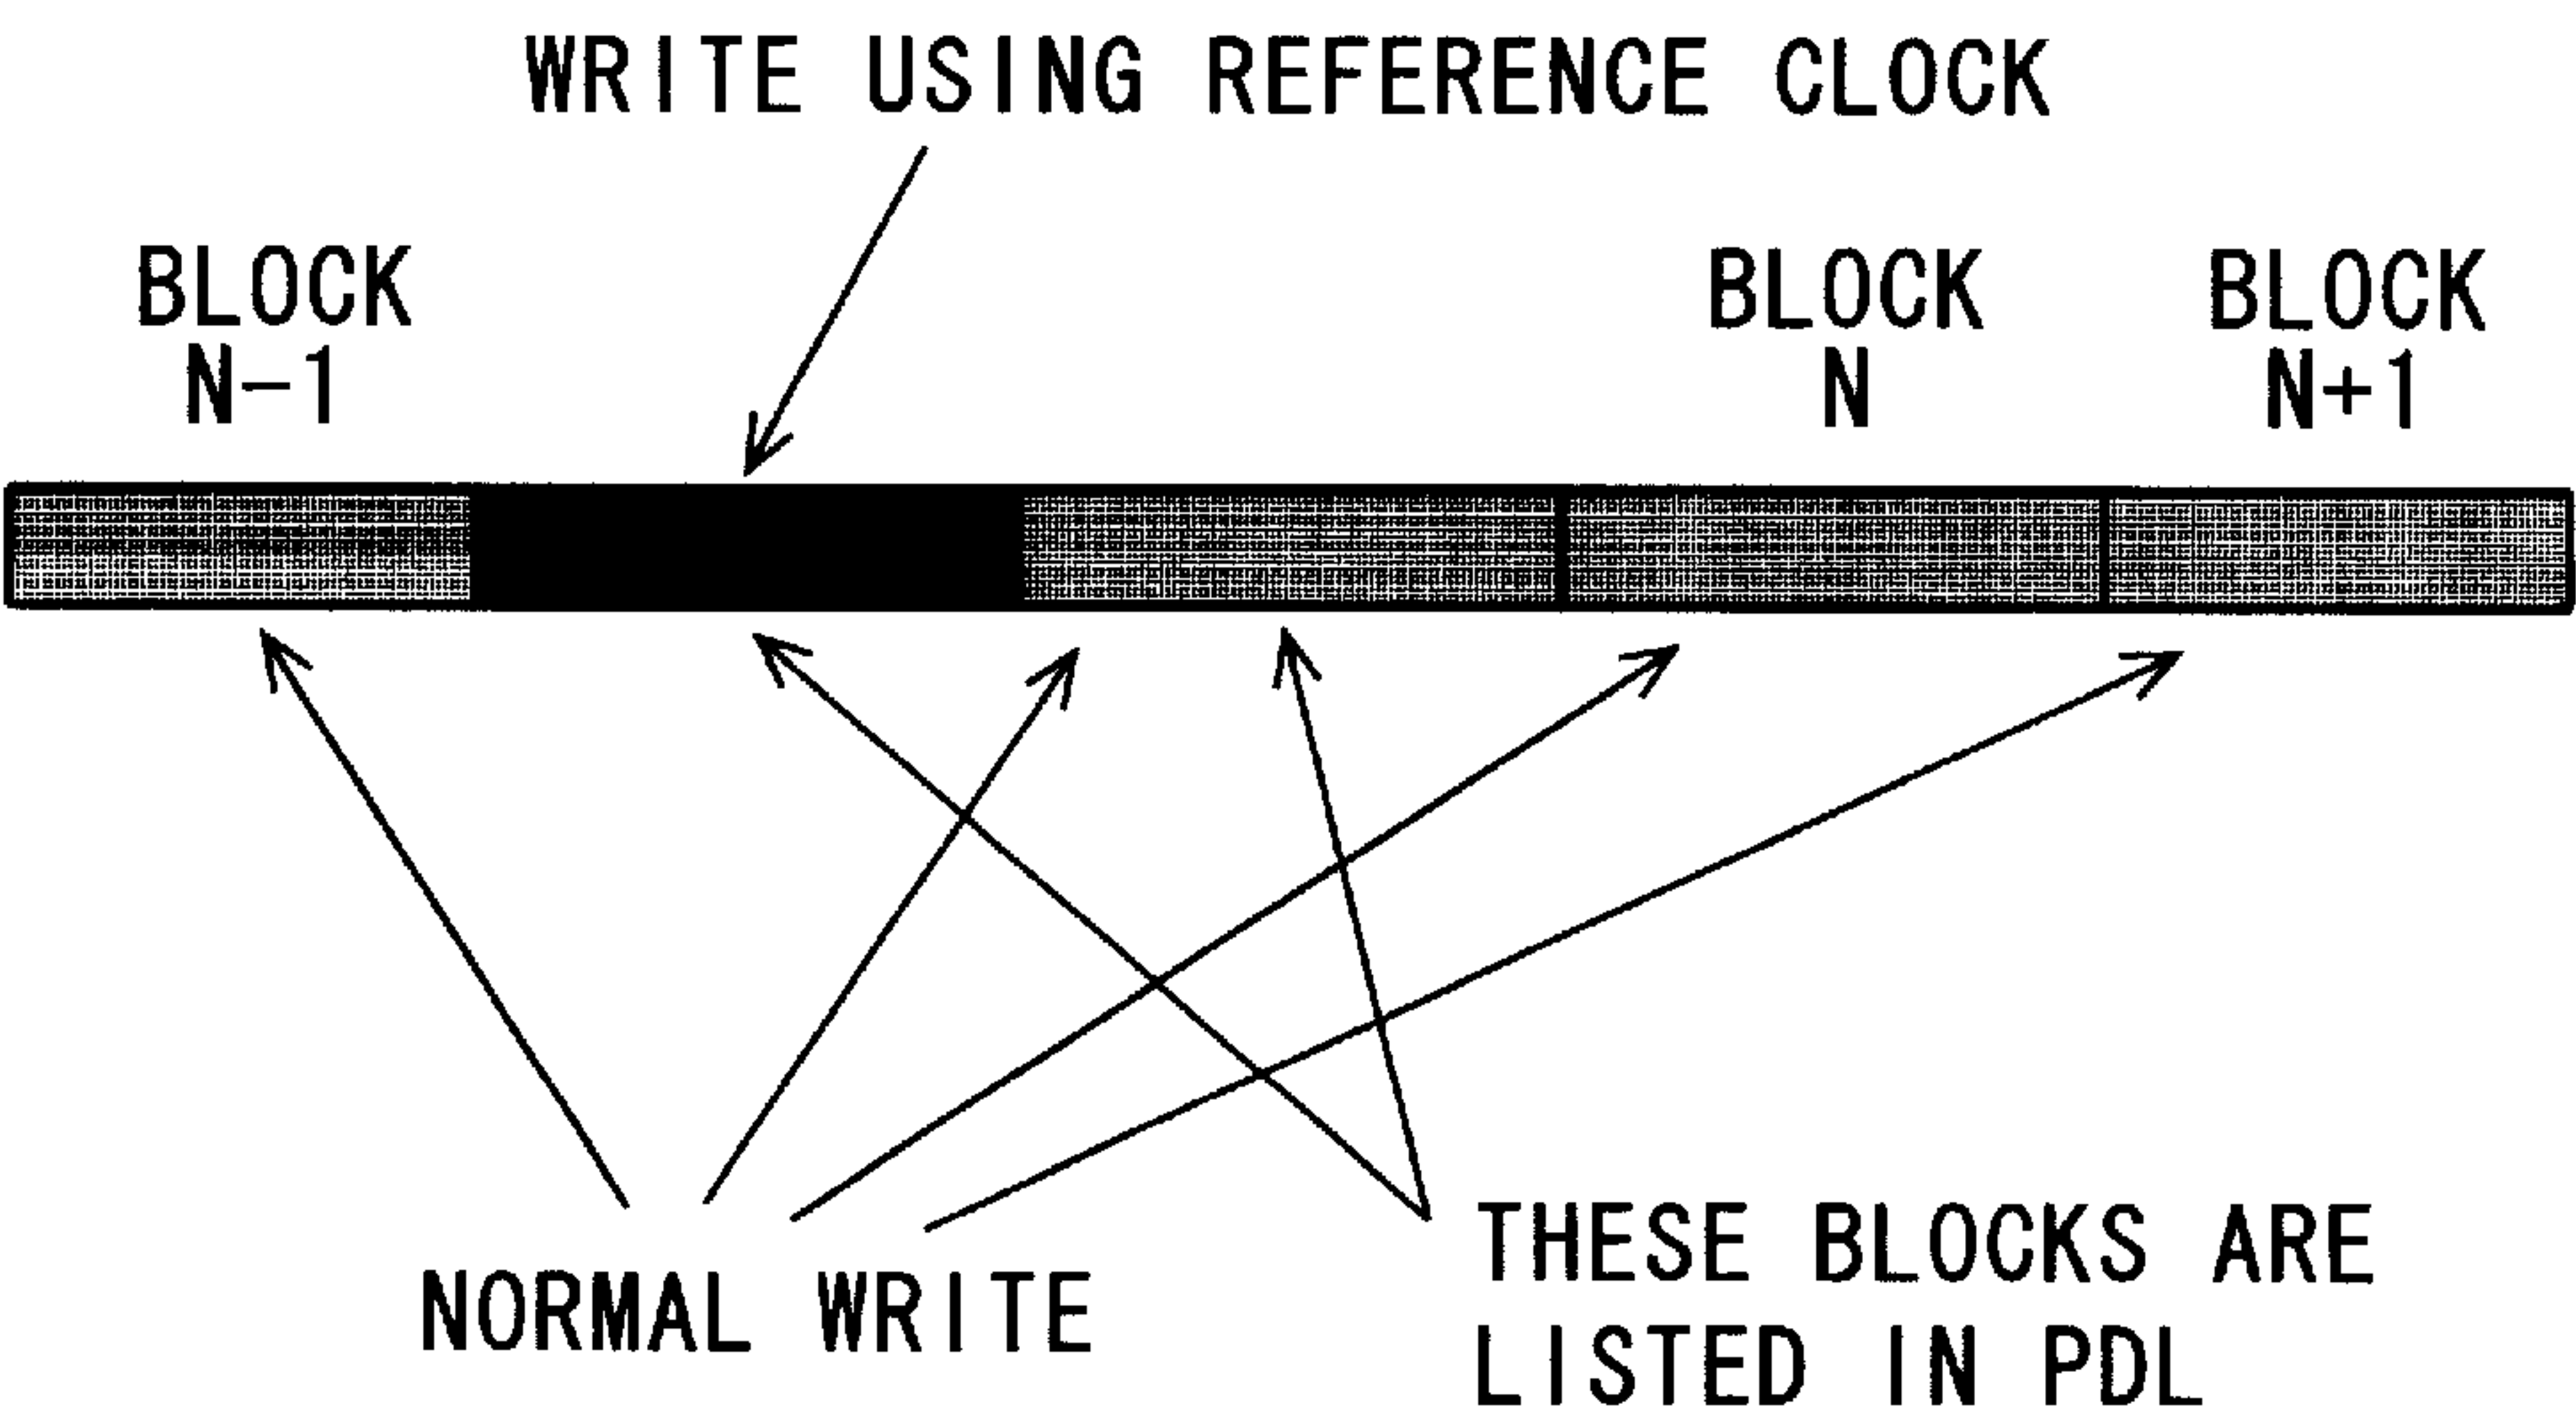 WRITE USING REFERENCE CLOCK
BLOCK
N-1
BLOCK
N
BLOCK
N+1
NORMAL WRITE
THESE BLOCKS ARE
LISTED IN PDL